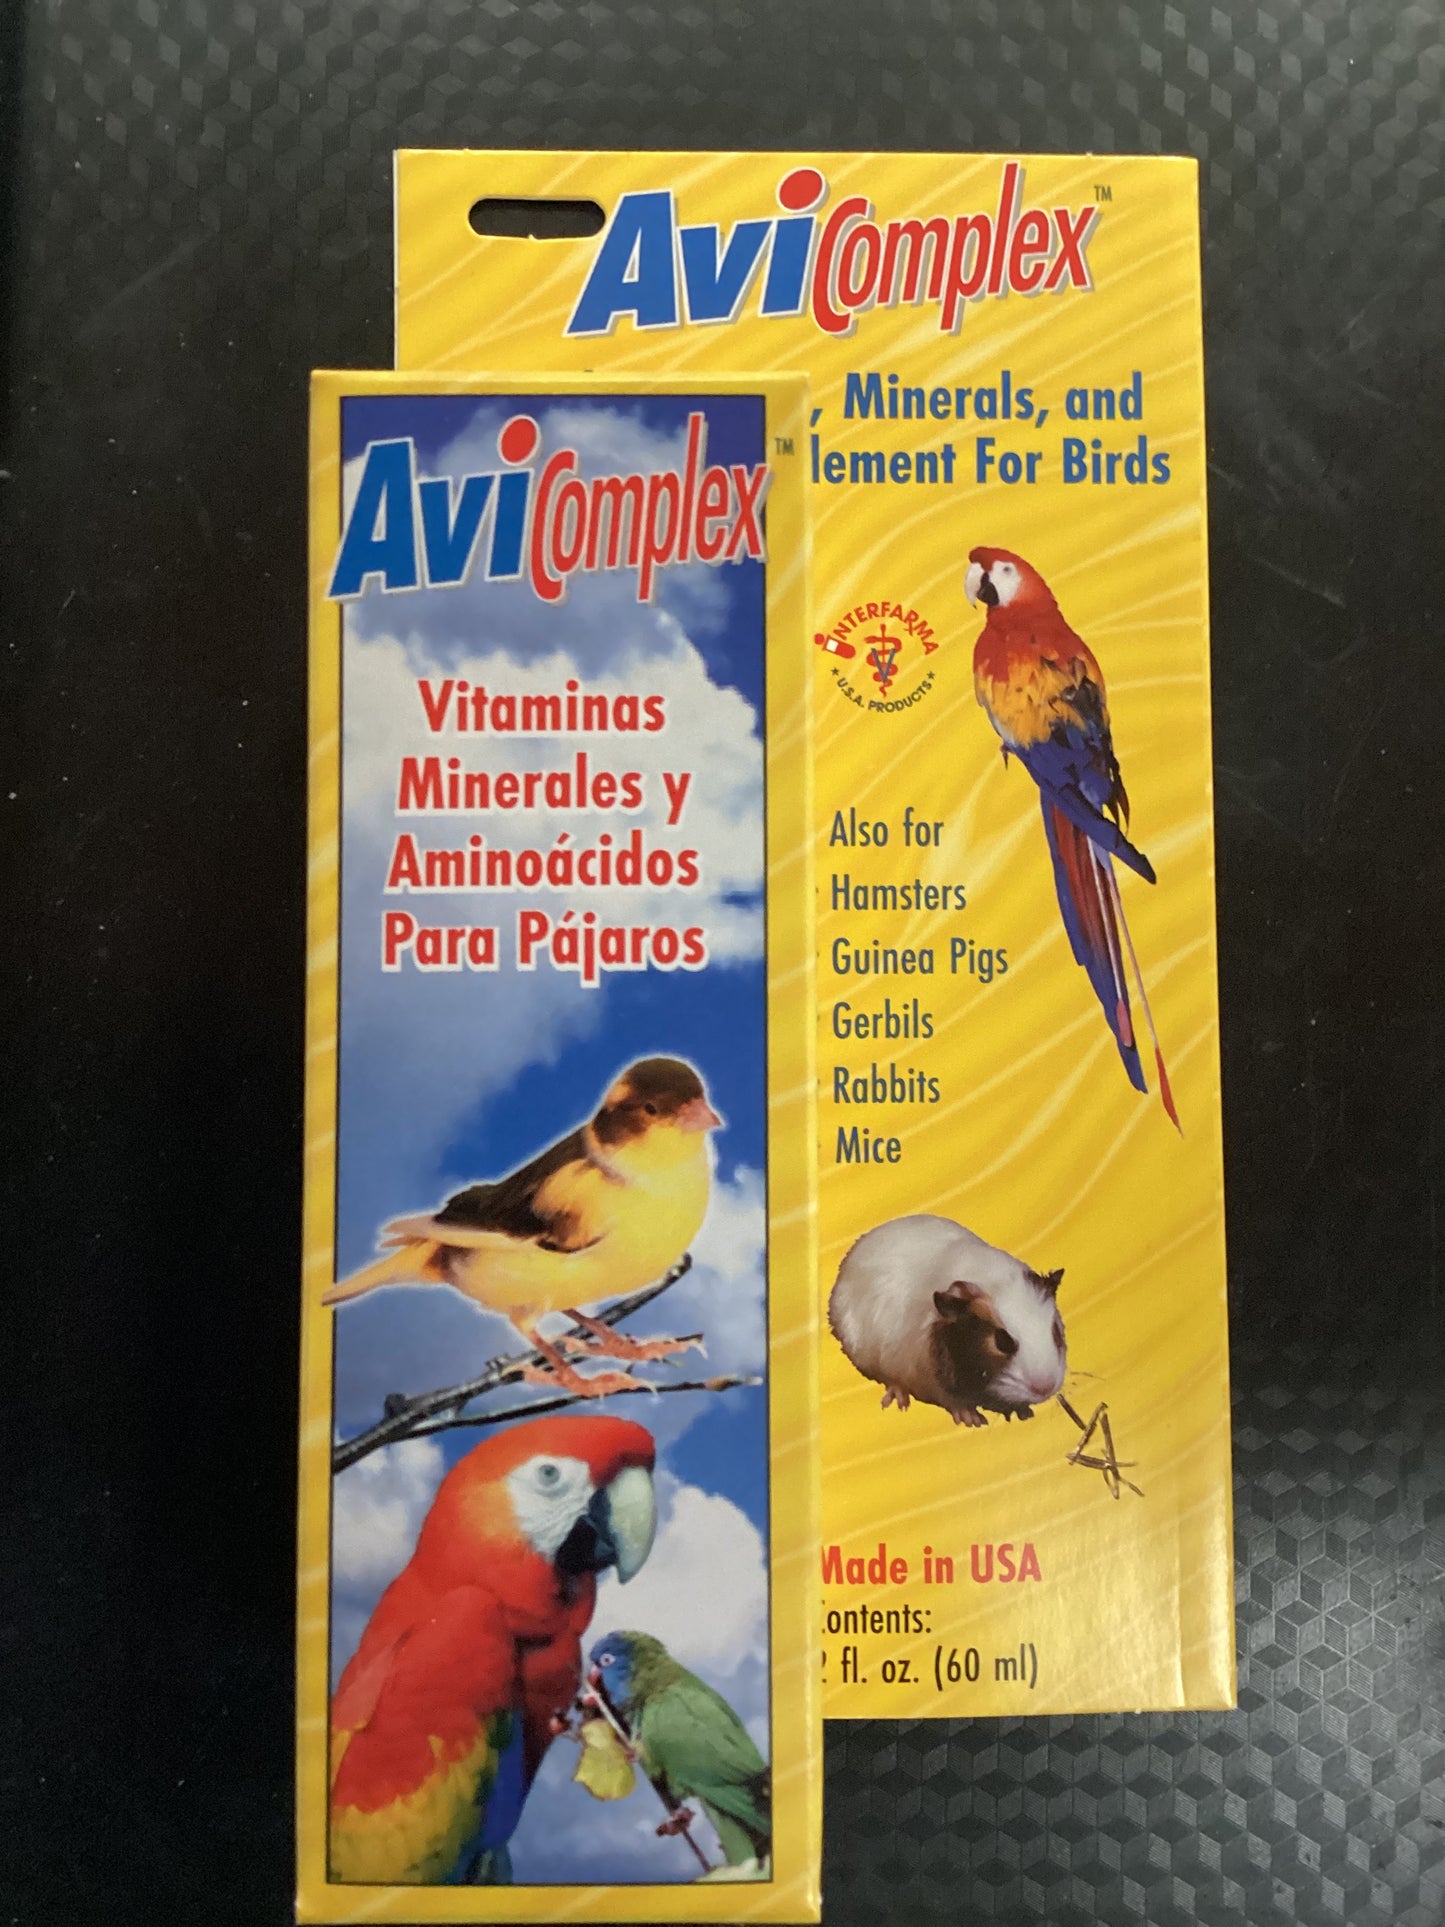 AviComplex™
, Minerals, and
lement For Birds
INTERFARMA
★ U.S.A. PRODUCTS ★
Also for
Hamsters
Guinea Pigs
Gerbils
Rabbits
Mice
Made in USA
ontents:
fl. oz. (60 ml)
AviComplex™
Vitaminas
Minerales y
Aminoácidos
Para Pájaros